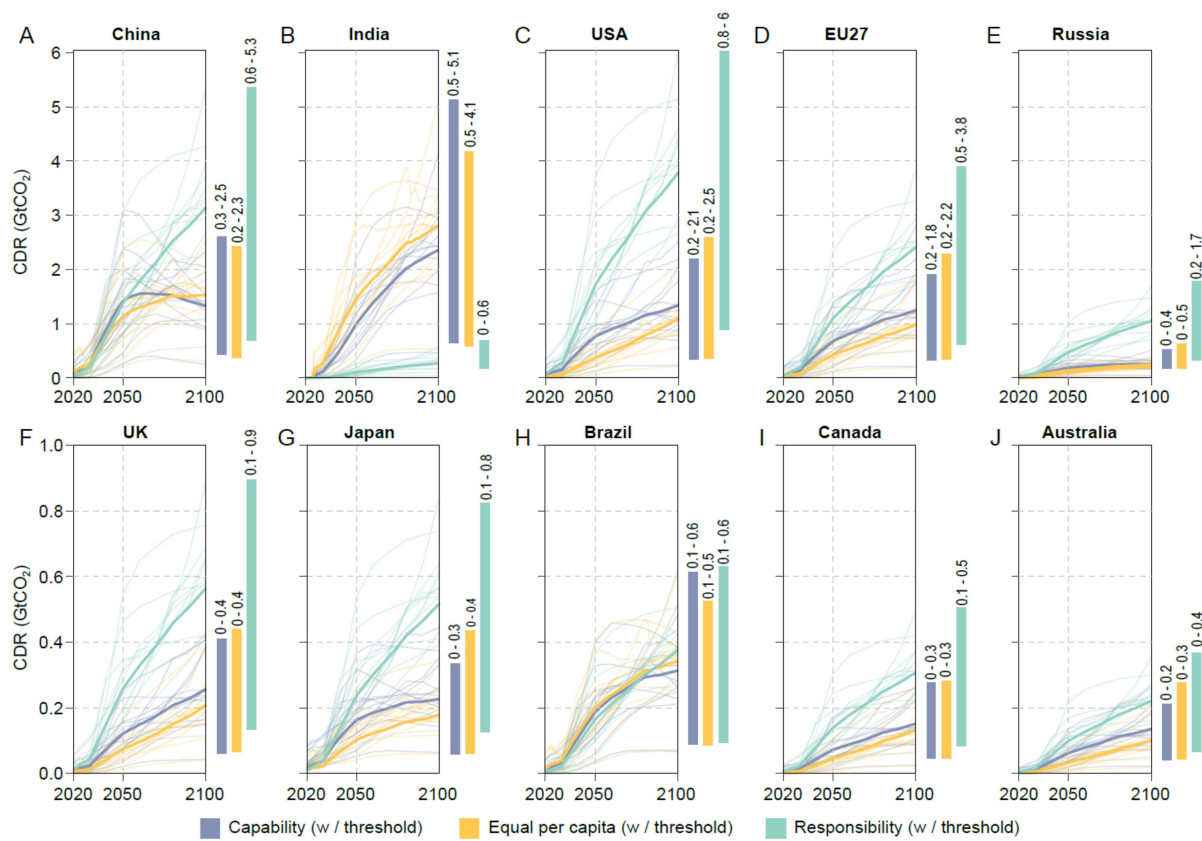 A China B India C USA D EU27 E Russia
CDR (GtCO₂)
6
5
4
3
2
1
0
0.3 - 2.5
0.2 - 2.3
0.6 - 5.3
0.5 - 5.1
0.5 - 4.1
0 - 0.6
0.2 - 2.1
0.2 - 2.5
0.8 - 6
0.2 - 1.8
0.2 - 2.2
0.5 - 3.8
0 - 0.4
0 - 0.5
0.2 - 1.7
2020 2050 2100 2020 2050 2100 2020 2050 2100 2020 2050 2100 2020 2050 2100
F UK G Japan H Brazil I Canada J Australia
CDR (GtCO₂)
1.0
0.8
0.6
0.4
0.2
0.0
0 - 0.4
0 - 0.4
0.1 - 0.9
0 - 0.3
0 - 0.4
0.1 - 0.8
0.1 - 0.6
0.1 - 0.5
0.1 - 0.6
0 - 0.3
0 - 0.3
0.1 - 0.5
0 - 0.2
0 - 0.3
0 - 0.4
2020 2050 2100 2020 2050 2100 2020 2050 2100 2020 2050 2100 2020 2050 2100
Capability (w / threshold) Equal per capita (w / threshold) Responsibility (w / threshold)